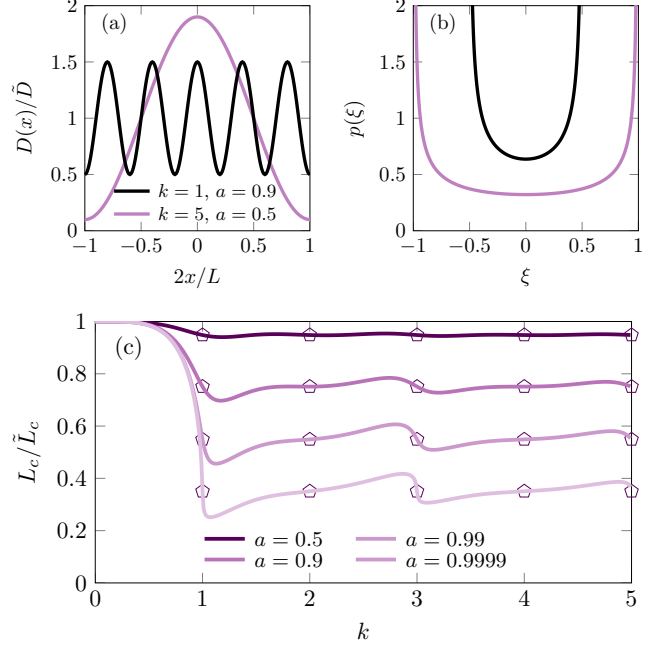 (a)
D(x)/D̃
2
1.5
1
0.5
0
k = 1, a = 0.9
k = 5, a = 0.5
−1 −0.5 0 0.5 1
2x/L
(b)
p(ξ)
2
1.5
1
0.5
0
−1 −0.5 0 0.5 1
ξ
(c)
L_c/L̃_c
1
0.8
0.6
0.4
0.2
0
a = 0.5 a = 0.99
a = 0.9 a = 0.9999
0 1 2 3 4 5
k